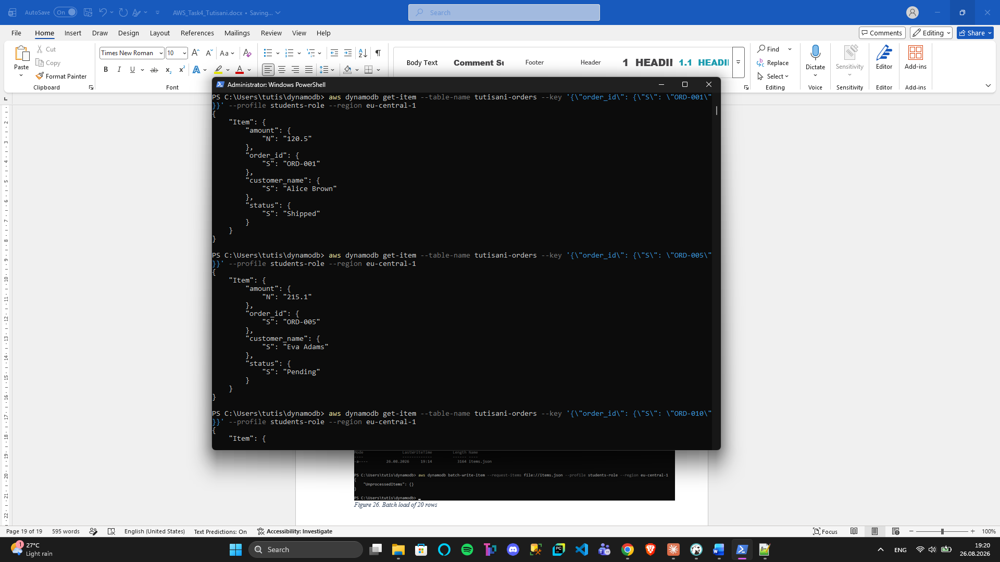 AutoSave
On
AWS_Task4_Tutisani.docx • Saving...
Search
File Home Insert Draw Design Layout References Mailings Review View Help
Comments
Editing
Share
Paste
Cut
Copy
Format Painter
Clipboard
Times New Roman
10
Font
Body Text
Comment Su
Footer
Header
1 HEADII
1.1 HEADII
Find
Replace
Select
Editing
Dictate
Voice
Sensitivity
Sensitivity
Editor
Editor
Add-ins
Add-ins
Administrator: Windows PowerShell
PS C:\Users\tutis\dynamodb> aws dynamodb get-item --table-name tutisani-orders --key '{\"order_id\": {\"S\": \"ORD-001\"
}}' --profile students-role --region eu-central-1
{
    "Item": {
        "amount": {
            "N": "120.5"
        },
        "order_id": {
            "S": "ORD-001"
        },
        "customer_name": {
            "S": "Alice Brown"
        },
        "status": {
            "S": "Shipped"
        }
    }
}
PS C:\Users\tutis\dynamodb> aws dynamodb get-item --table-name tutisani-orders --key '{\"order_id\": {\"S\": \"ORD-005\"
}}' --profile students-role --region eu-central-1
{
    "Item": {
        "amount": {
            "N": "215.1"
        },
        "order_id": {
            "S": "ORD-005"
        },
        "customer_name": {
            "S": "Eva Adams"
        },
        "status": {
            "S": "Pending"
        }
    }
}
PS C:\Users\tutis\dynamodb> aws dynamodb get-item --table-name tutisani-orders --key '{\"order_id\": {\"S\": \"ORD-010\"
}}' --profile students-role --region eu-central-1
{
    "Item": {
Mode LastWriteTime Length Name
---- ------------- ------ ----
-a---- 26.08.2026 19:14 3164 items.json
PS C:\Users\tutis\dynamodb> aws dynamodb batch-write-item --request-items file://items.json --profile students-role --region eu-central-1
{
    "UnprocessedItems": {}
}
PS C:\Users\tutis\dynamodb>
Figure 26. Batch load of 20 rows
Page 19 of 19
595 words
English (United States)
Text Predictions: On
Accessibility: Investigate
Focus
100%
1
27°C
Light rain
Search
ENG
19:20
26.08.2026